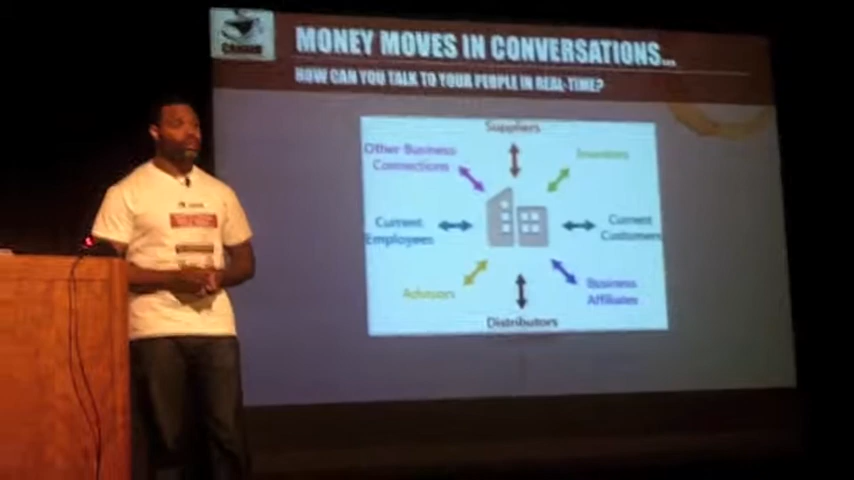 MONEY MOVES IN CONVERSATIONS...
HOW CAN YOU TALK TO YOUR PEOPLE IN REAL-TIME?
Suppliers
Other Business
Connections
Investors
Current
Employees
Current
Customers
Advisors
Business
Affiliates
Distributors